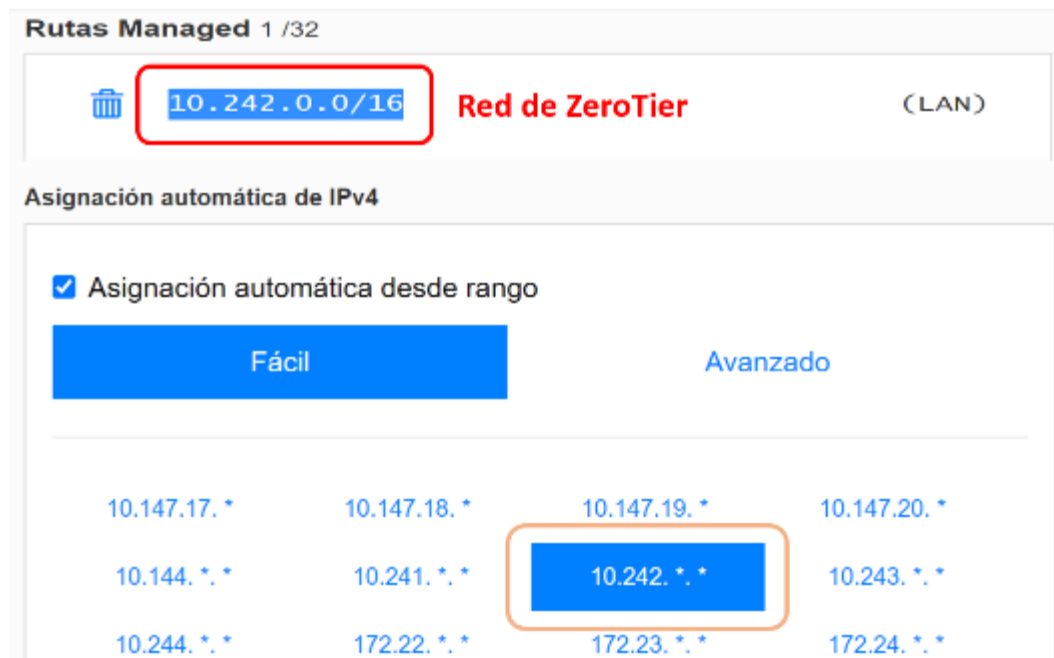 Rutas Managed 1 /32
10.242.0.0/16 Red de ZeroTier (LAN)
Asignación automática de IPv4
Asignación automática desde rango
Fácil Avanzado
10.147.17. * 10.147.18. * 10.147.19. * 10.147.20. *
10.144. *. * 10.241. *. * 10.242. *. * 10.243. *. *
10.244. *. * 172.22. *. * 172.23. *. * 172.24. *. *